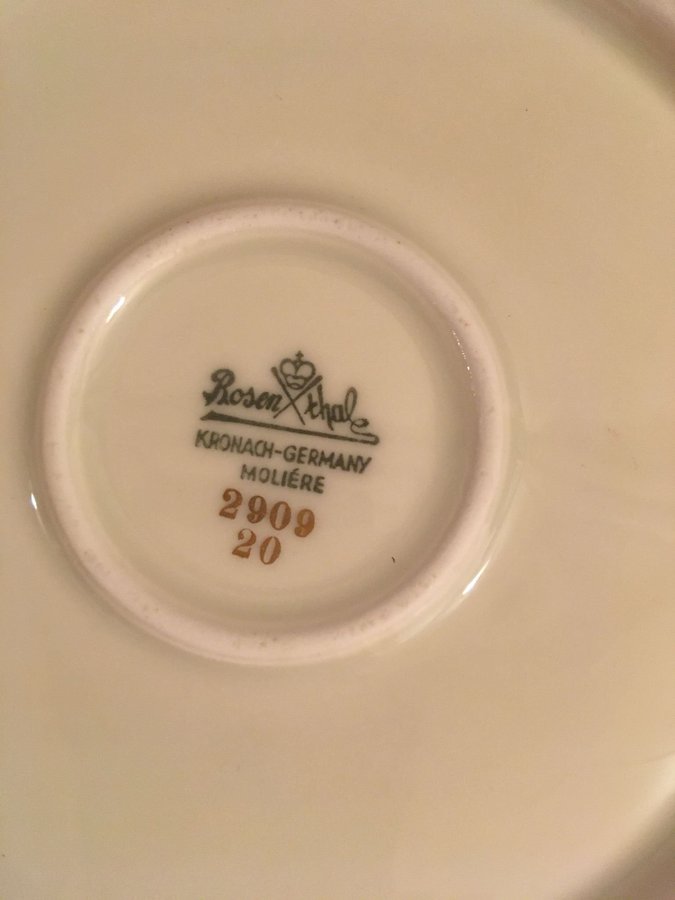 Rosenthal
KRONACH-GERMANY
MOLIÉRE
2909
20